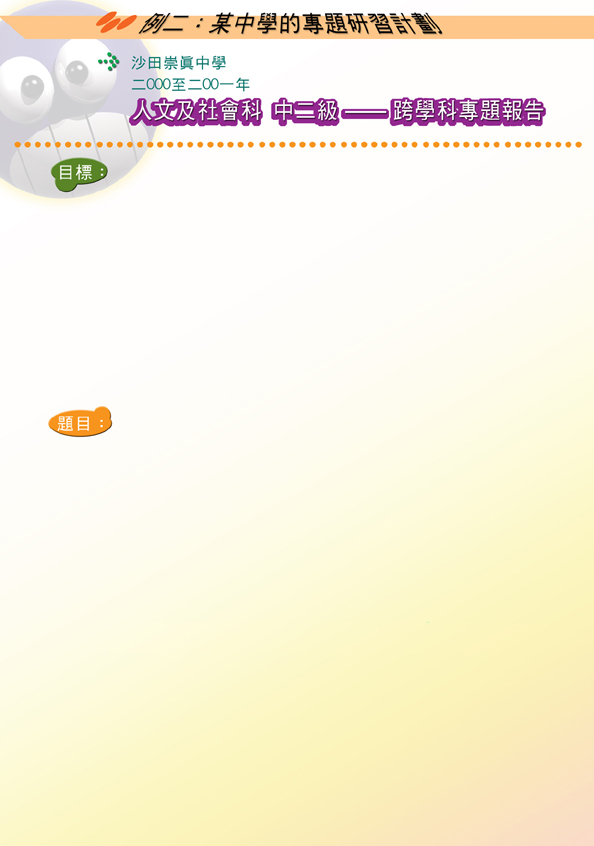 例二：某中學的專題研習計劃
沙田崇真中學
二000至二00一年
人文及社會科 中二級 —— 跨學科專題報告
目標：
題目：